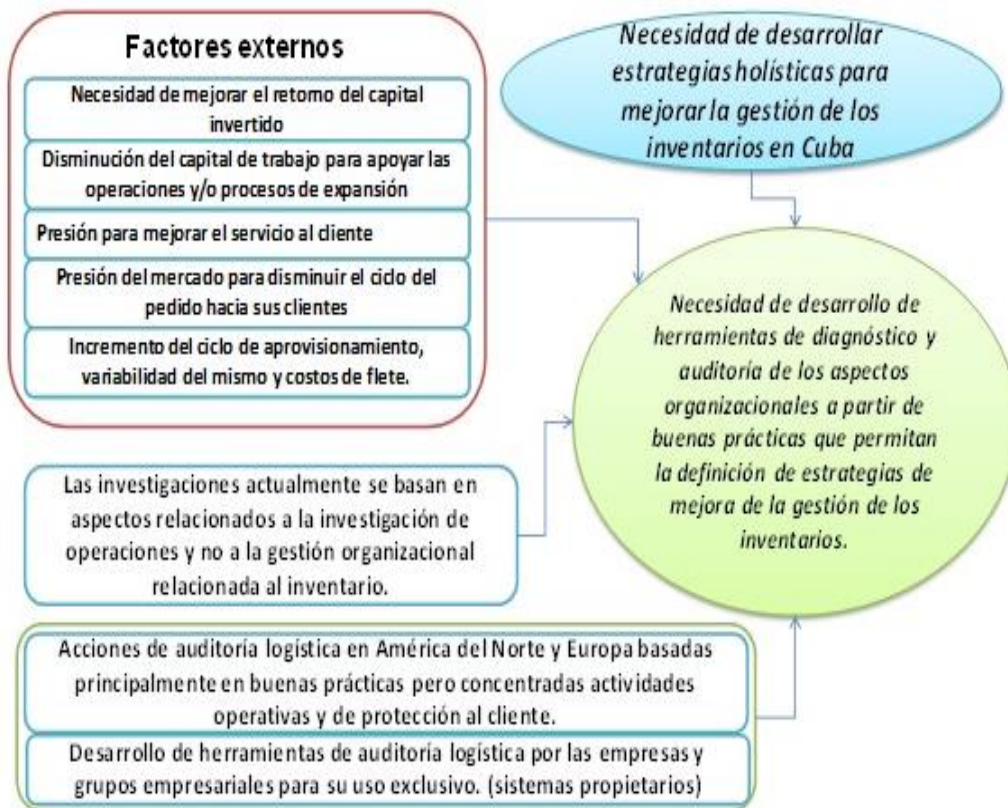 Factores externos
Necesidad de mejorar el retorno del capital
invertido
Disminución del capital de trabajo para apoyar las
operaciones y/o procesos de expansión
Presión para mejorar el servicio al cliente
Presión del mercado para disminuir el ciclo del
pedido hacia sus clientes
Incremento del ciclo de aprovisionamiento,
variabilidad del mismo y costos de flete.
Necesidad de desarrollar
estrategias holísticas para
mejorar la gestión de los
inventarios en Cuba
Necesidad de desarrollo de
herramientas de diagnóstico y
auditoría de los aspectos
organizacionales a partir de
buenas prácticas que permitan
la definición de estrategias de
mejora de la gestión de los
inventarios.
Las investigaciones actualmente se basan en
aspectos relacionados a la investigación de
operaciones y no a la gestión organizacional
relacionada al inventario.
Acciones de auditoría logística en América del Norte y Europa basadas
principalmente en buenas prácticas pero concentradas actividades
operativas y de protección al cliente.
Desarrollo de herramientas de auditoría logística por las empresas y
grupos empresariales para su uso exclusivo. (sistemas propietarios)